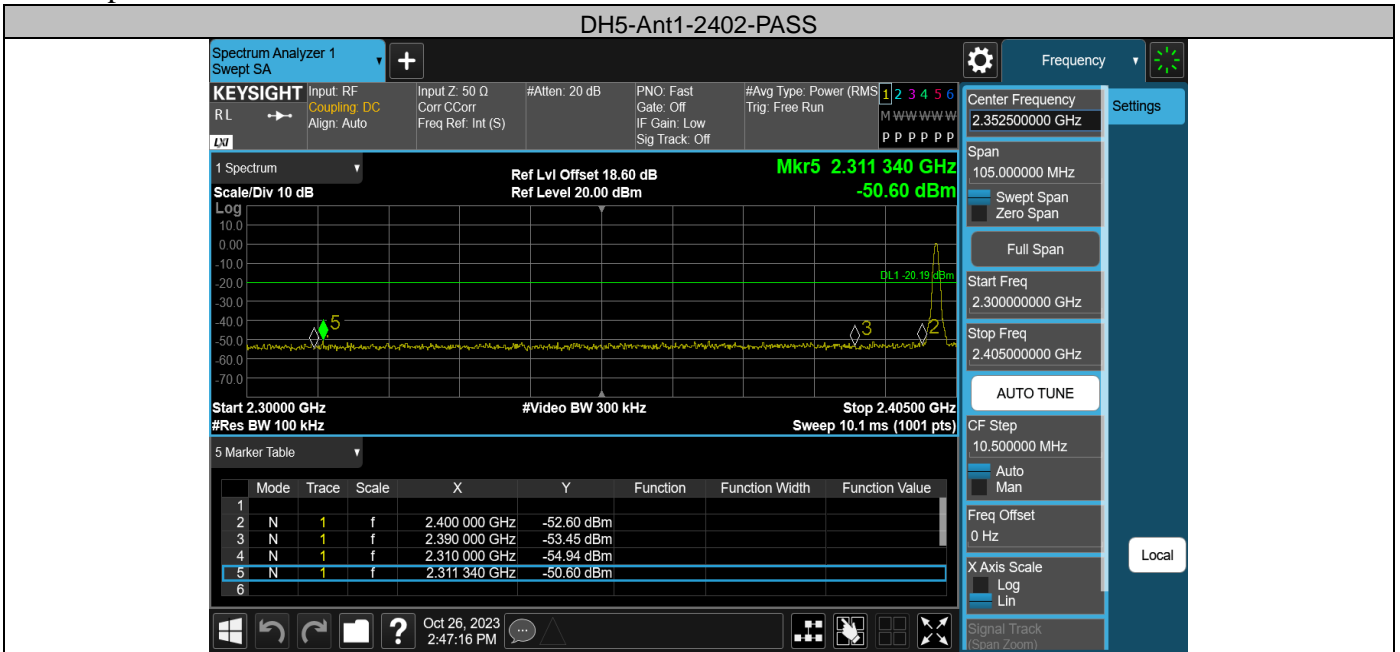 DH5-Ant1-2402-PASS
Spectrum Analyzer 1
Swept SA
+
Frequency
KEYSIGHT
RL
LXI
Input: RF
Coupling: DC
Align: Auto
Input Z: 50 Ω
Corr CCorr
Freq Ref: Int (S)
#Atten: 20 dB
PNO: Fast
Gate: Off
IF Gain: Low
Sig Track: Off
#Avg Type: Power (RMS
Trig: Free Run
1 2 3 4 5 6
M W W W W W
P P P P P P
Center Frequency
2.352500000 GHz
Settings
1 Spectrum
Scale/Div 10 dB
Ref Lvl Offset 18.60 dB
Ref Level 20.00 dBm
Mkr5 2.311 340 GHz
-50.60 dBm
Log
10.0
0.00
-10.0
-20.0
-30.0
-40.0
-50.0
-60.0
-70.0
DL1 -20.19 dBm
5
3
2
Start 2.30000 GHz
#Video BW 300 kHz
Stop 2.40500 GHz
#Res BW 100 kHz
Sweep 10.1 ms (1001 pts)
Span
105.000000 MHz
Swept Span
Zero Span
Full Span
Start Freq
2.300000000 GHz
Stop Freq
2.405000000 GHz
AUTO TUNE
CF Step
10.500000 MHz
Auto
Man
Freq Offset
0 Hz
X Axis Scale
Log
Lin
Signal Track
(Span Zoom)
Local
5 Marker Table
Mode Trace Scale X Y Function Function Width Function Value
1
2 N 1 f 2.400 000 GHz -52.60 dBm
3 N 1 f 2.390 000 GHz -53.45 dBm
4 N 1 f 2.310 000 GHz -54.94 dBm
5 N 1 f 2.311 340 GHz -50.60 dBm
6
?
Oct 26, 2023
2:47:16 PM